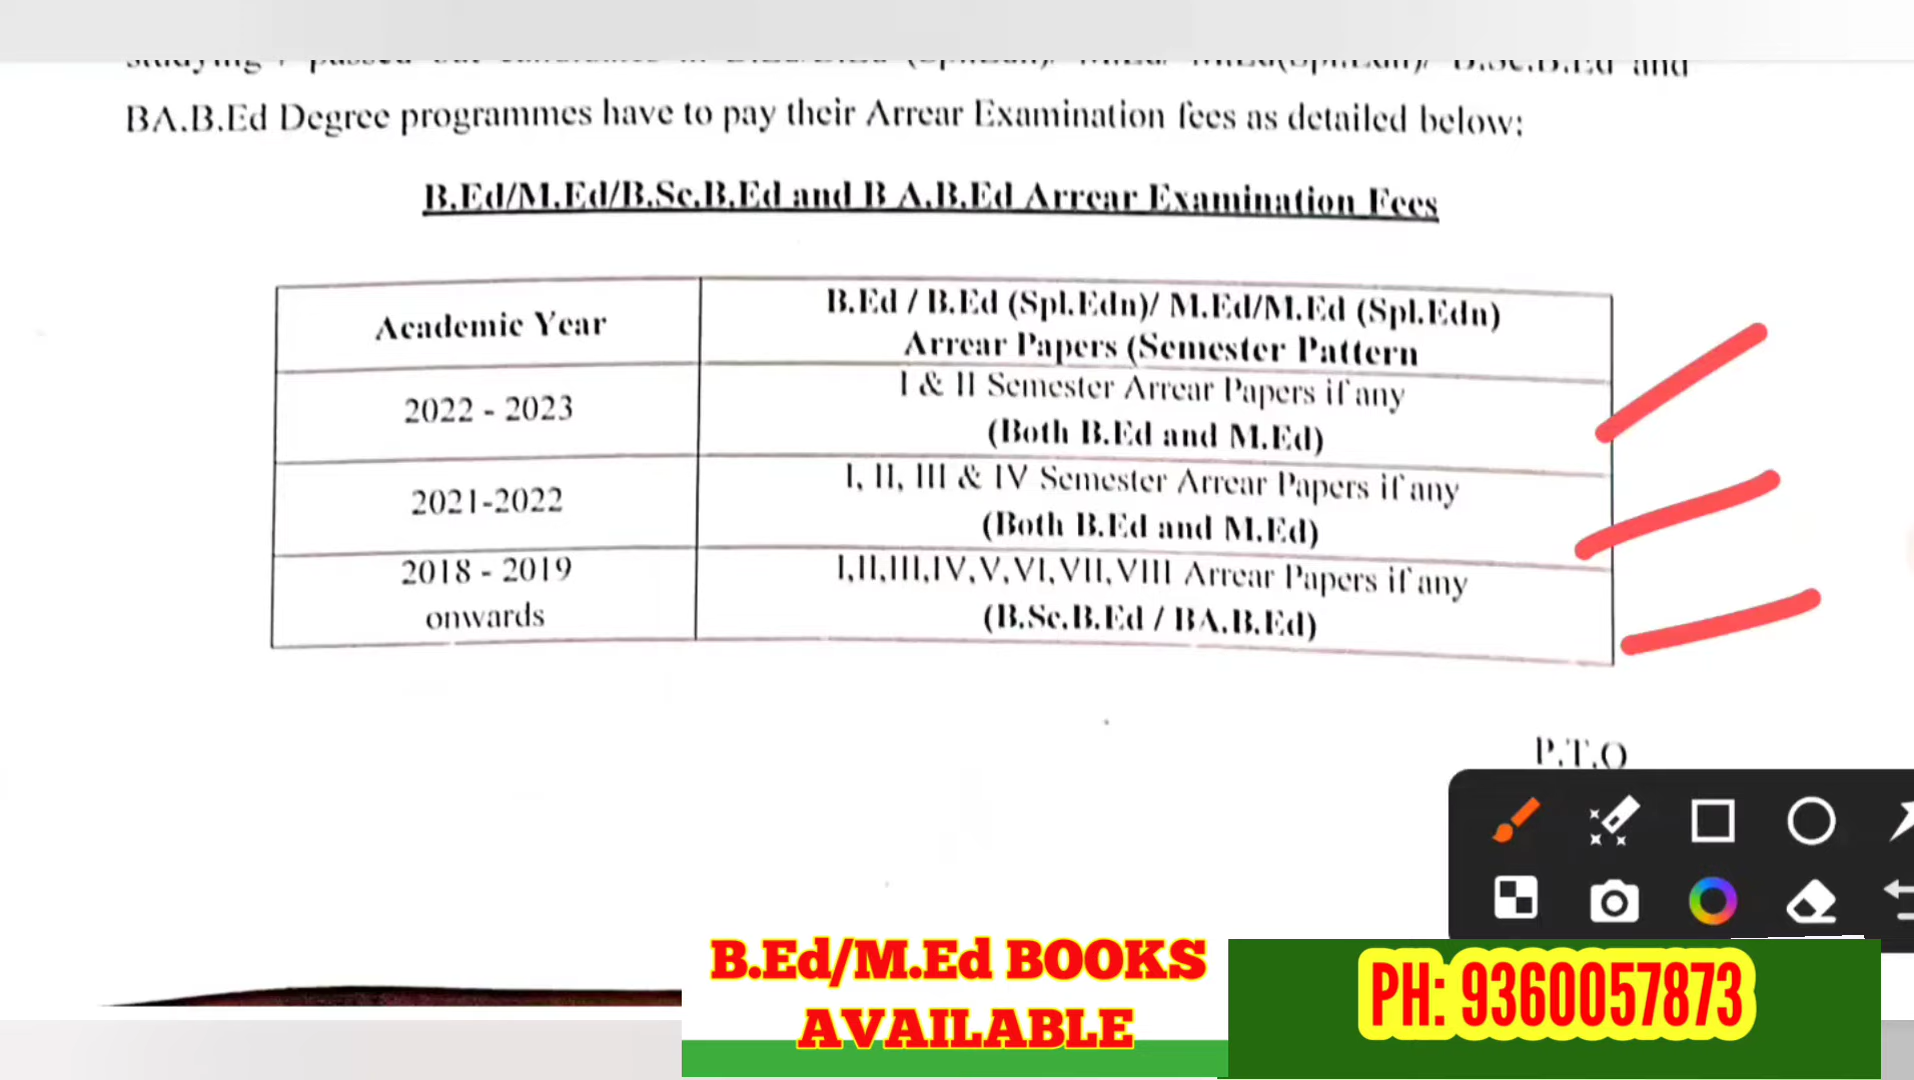 BA.B.Ed Degree programmes have to pay their Arrear Examination fees as detailed below:
B.Ed/M.Ed/B.Sc.B.Ed and B A.B.Ed Arrear Examination Fees
Academic Year
B.Ed / B.Ed (Spl.Edn)/ M.Ed/M.Ed (Spl.Edn)
Arrear Papers (Semester Pattern
2022 - 2023
I & II Semester Arrear Papers if any
(Both B.Ed and M.Ed)
2021-2022
I, II, III & IV Semester Arrear Papers if any
(Both B.Ed and M.Ed)
2018 - 2019
onwards
I,II,III,IV,V,VI,VII,VIII Arrear Papers if any
(B.Sc.B.Ed / BA.B.Ed)
P.T.O
B.Ed/M.Ed BOOKS
AVAILABLE
PH: 9360057873